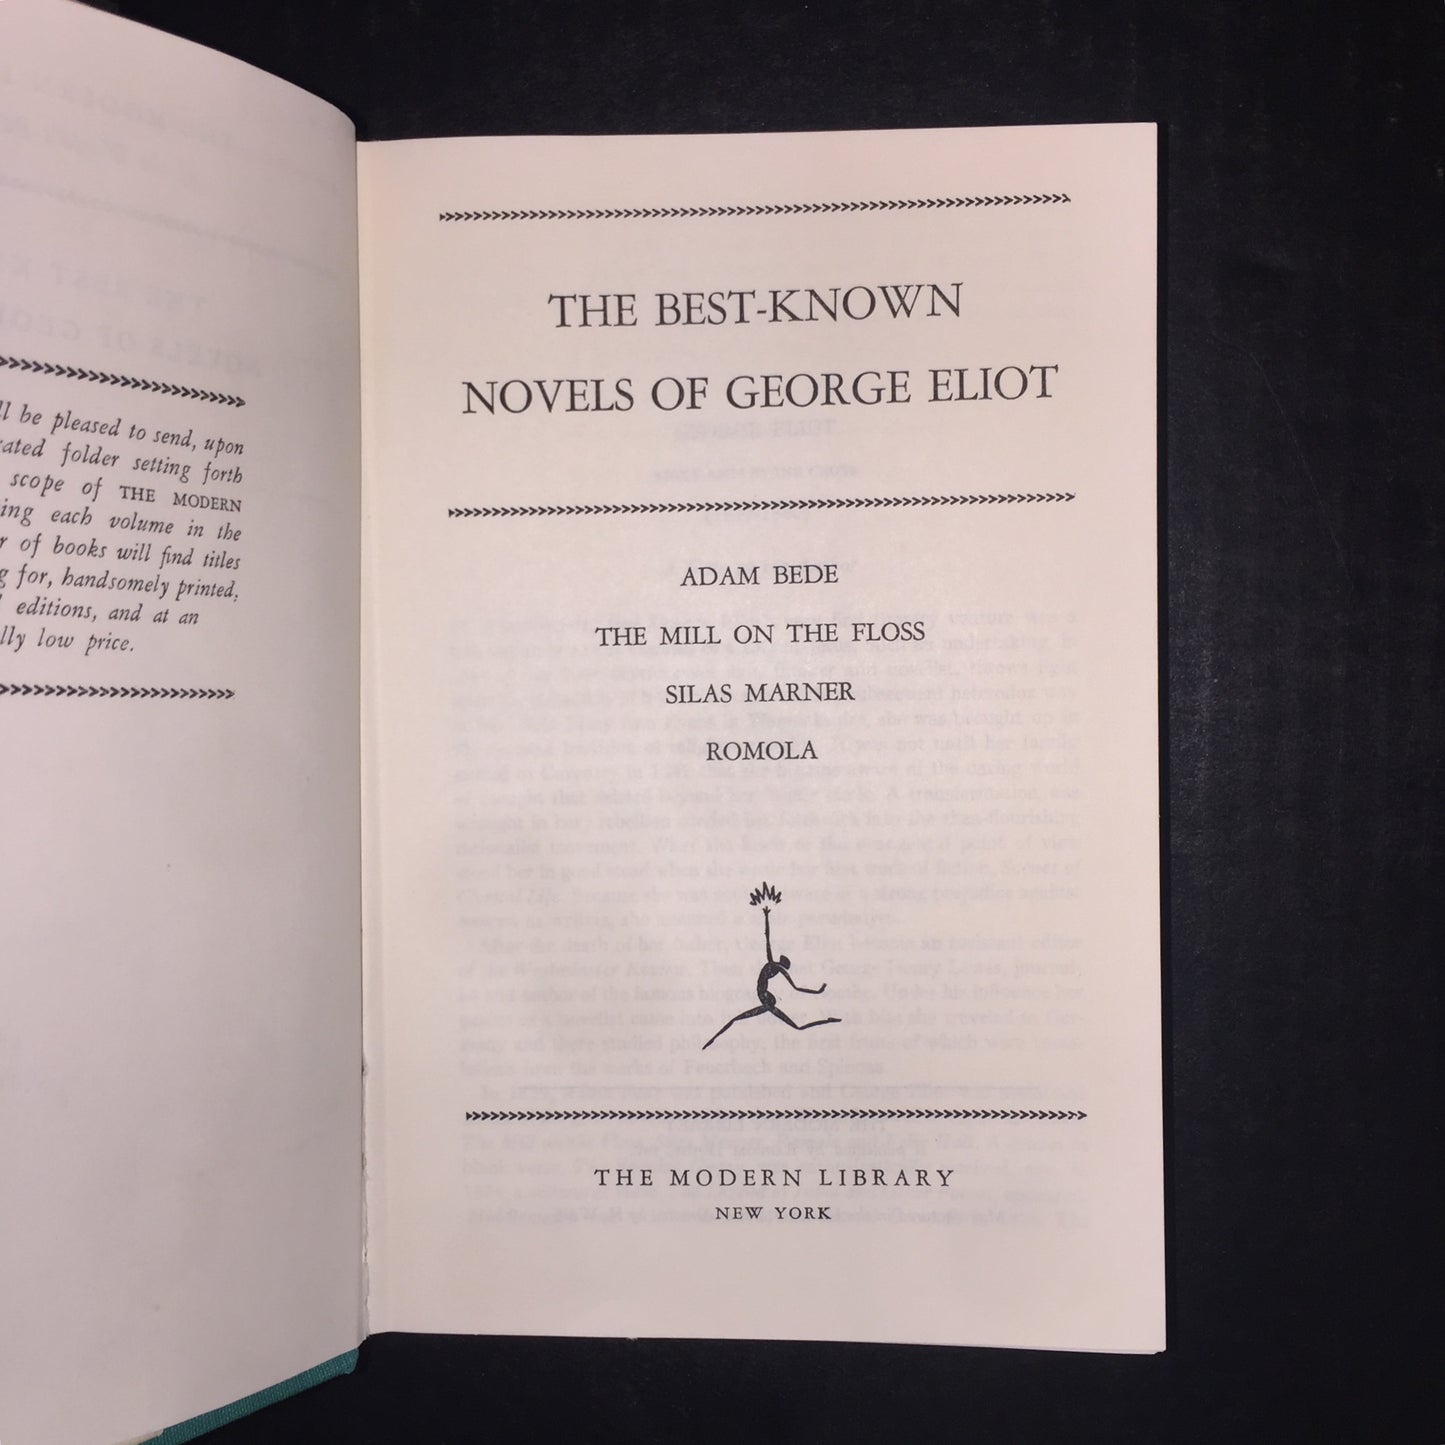 ll be pleased to send, upon
rated folder setting forth
scope of THE MODERN
ing each volume in the
r of books will find titles
g for, handsomely printed,
editions, and at an
lly low price.
THE BEST-KNOWN
NOVELS OF GEORGE ELIOT
ADAM BEDE
THE MILL ON THE FLOSS
SILAS MARNER
ROMOLA
THE MODERN LIBRARY
NEW YORK